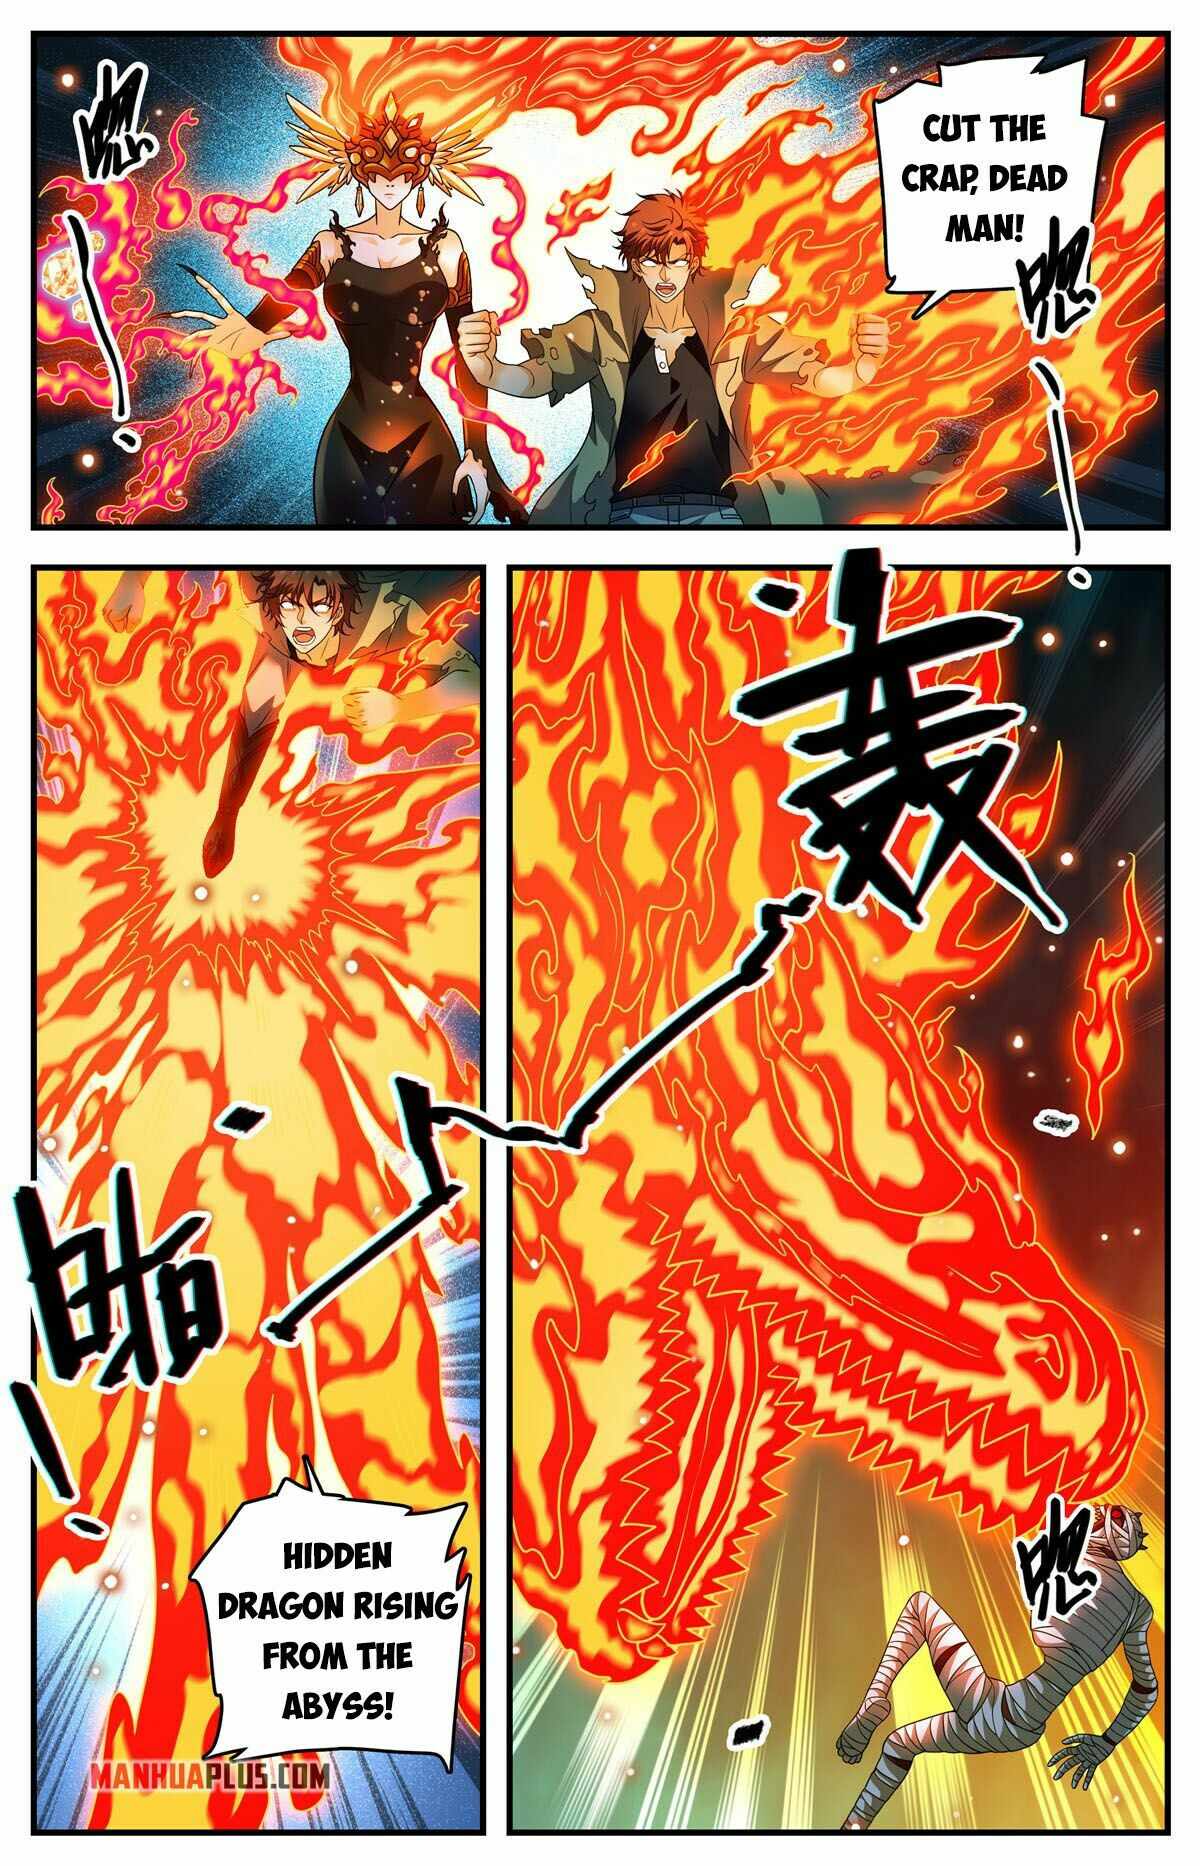 CUT THE
CRAP, DEAD
MAN!
轰
啪
HIDDEN
DRAGON RISING
FROM THE
ABYSS!
MANHUAPLUS.COM